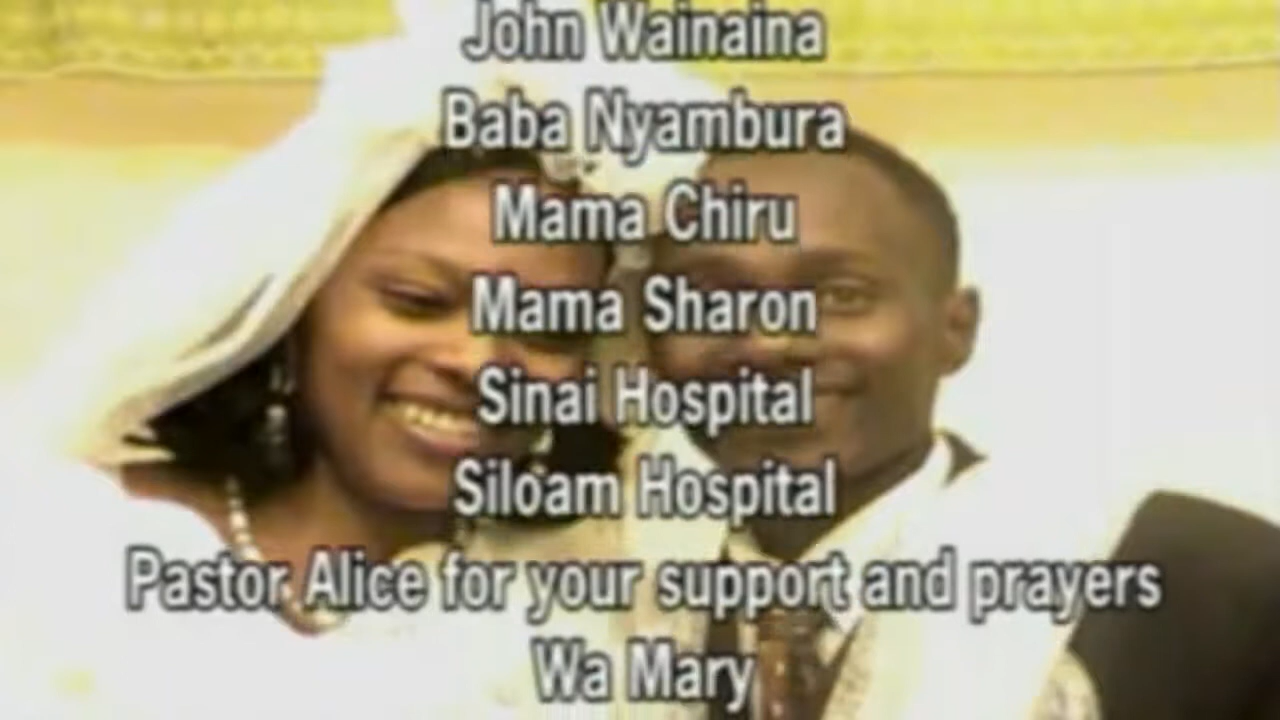 John Wainaina
Baba Nyambura
Mama Chiru
Mama Sharon
Sinai Hospital
Siloam Hospital
Pastor Alice for your support and prayers
Wa Mary